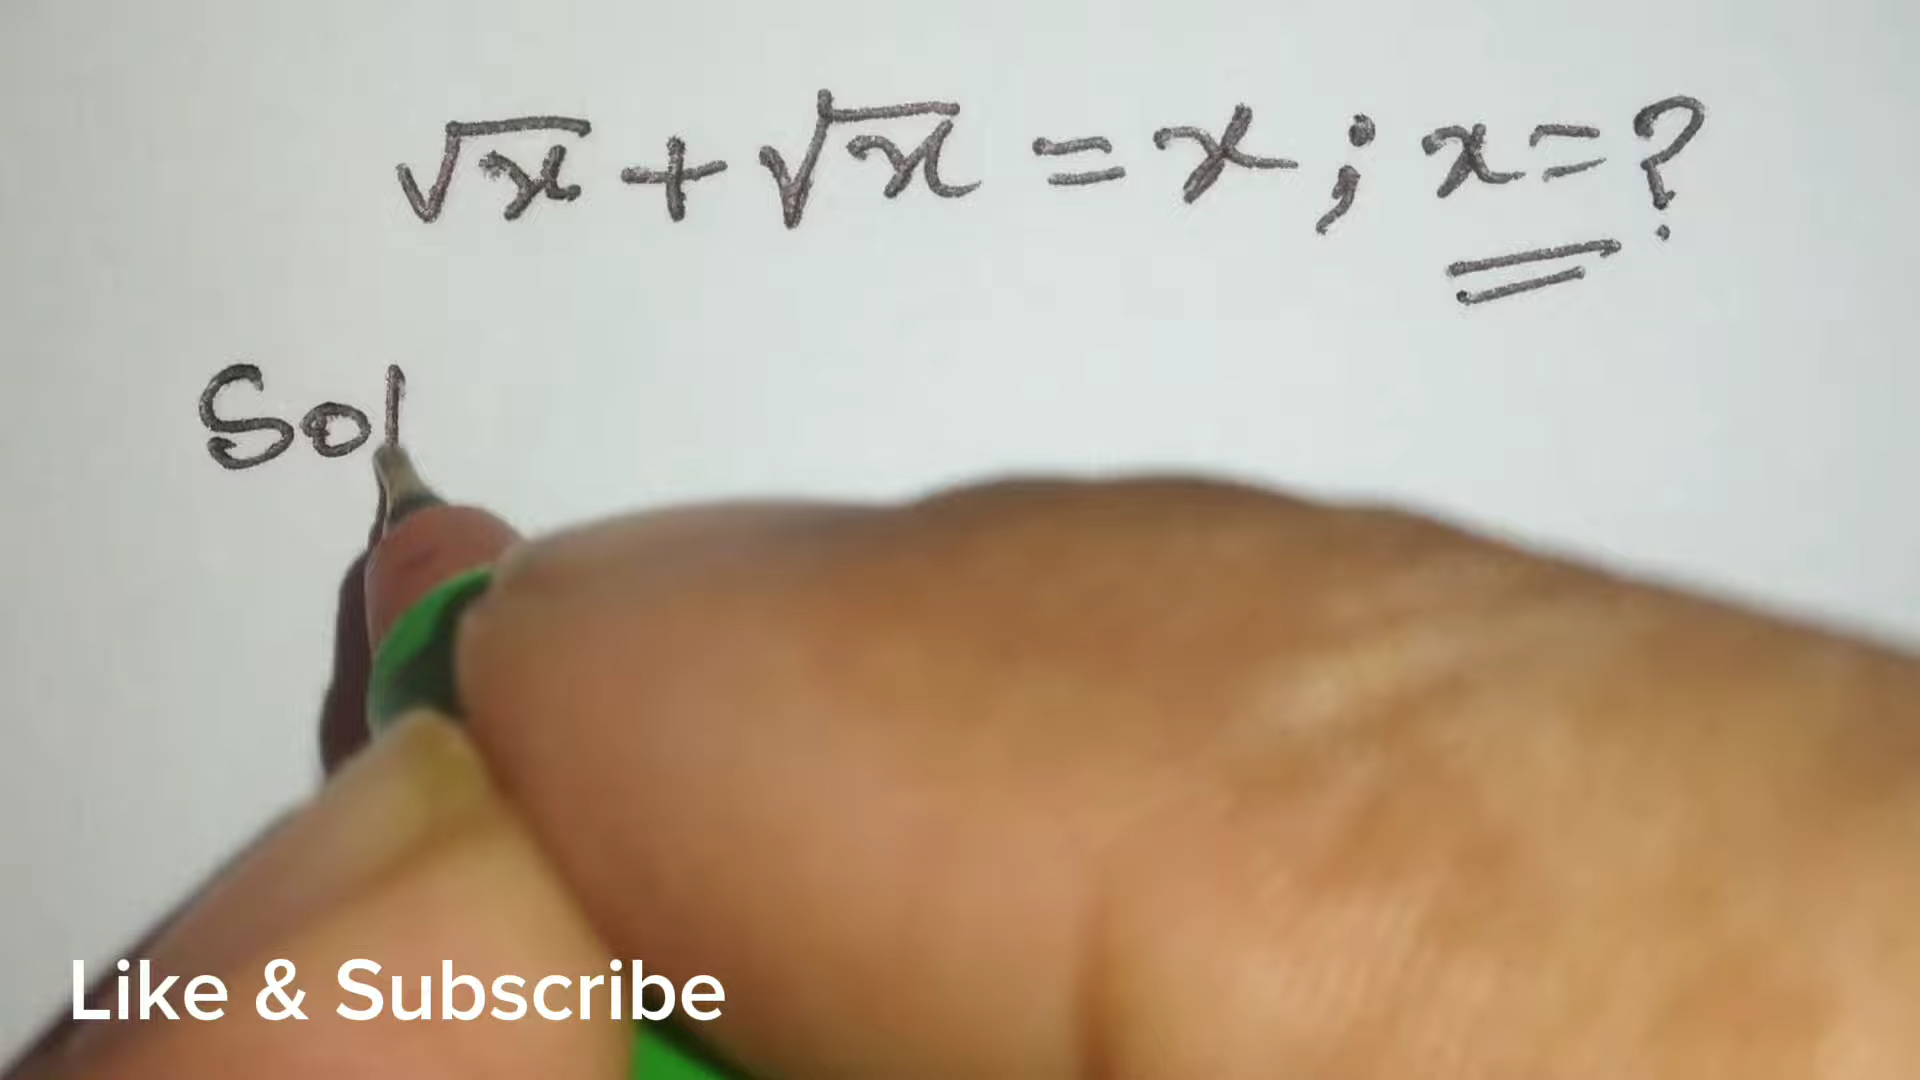 √x + √x = x ; x = ?
Sol
Like & Subscribe